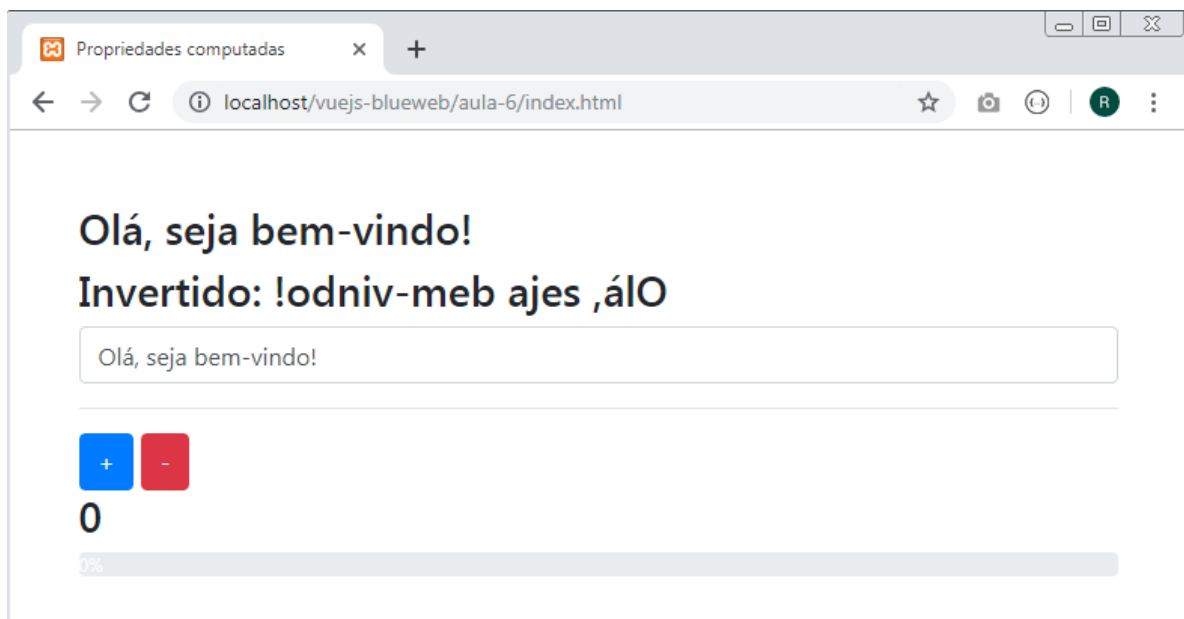 Propriedades computadas
localhost/vuejs-blueweb/aula-6/index.html
R
Olá, seja bem-vindo!
Invertido: !odniv-meb ajes ,álO
Olá, seja bem-vindo!
+ -
0
0%